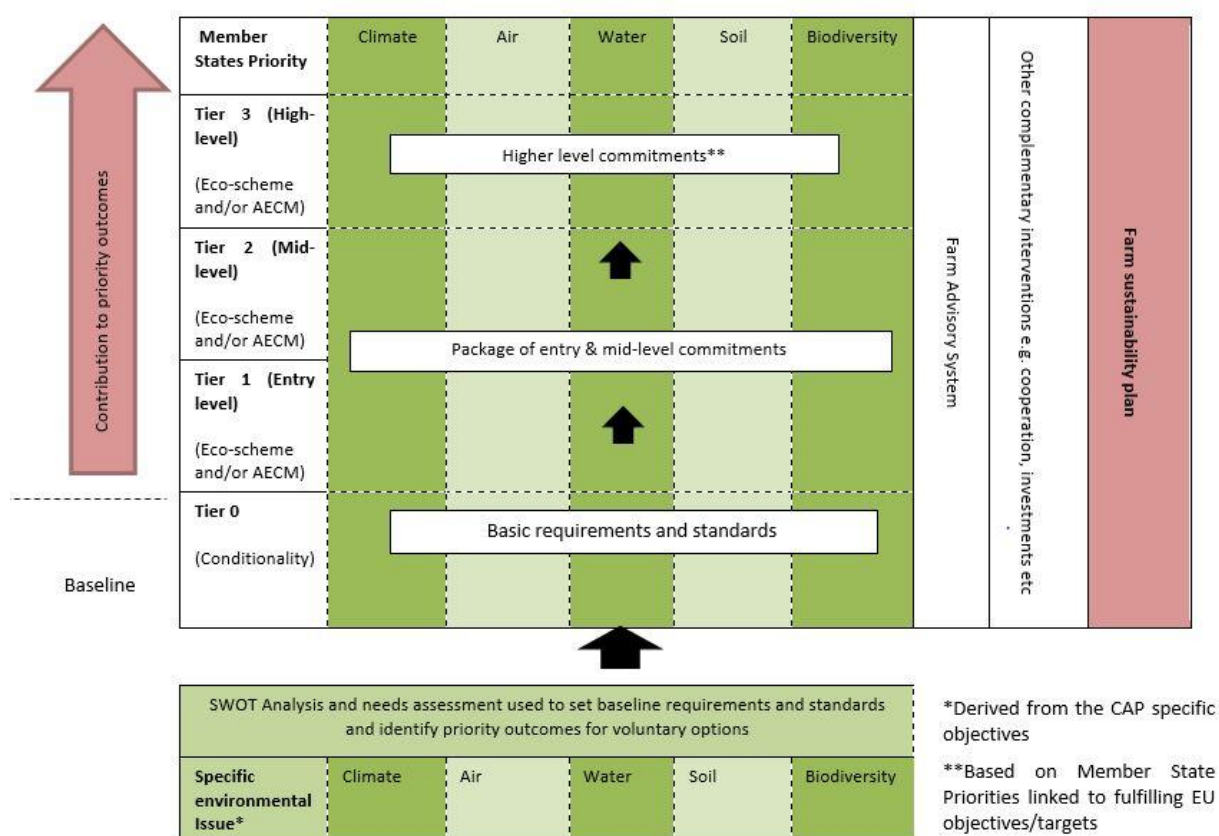 Contribution to priority outcomes
Baseline
Member
States Priority
Climate
Air
Water
Soil
Biodiversity
Tier 3 (High-
level)
(Eco-scheme
and/or AECM)
Higher level commitments**
Tier 2 (Mid-
level)
(Eco-scheme
and/or AECM)
Package of entry & mid-level commitments
Tier 1 (Entry
level)
(Eco-scheme
and/or AECM)
Tier 0
(Conditionality)
Basic requirements and standards
Farm Advisory System
Other complementary interventions e.g. cooperation, investments etc
Farm sustainability plan
SWOT Analysis and needs assessment used to set baseline requirements and standards
and identify priority outcomes for voluntary options
Specific
environmental
Issue*
Climate
Air
Water
Soil
Biodiversity
*Derived from the CAP specific
objectives
**Based on Member State
Priorities linked to fulfilling EU
objectives/targets